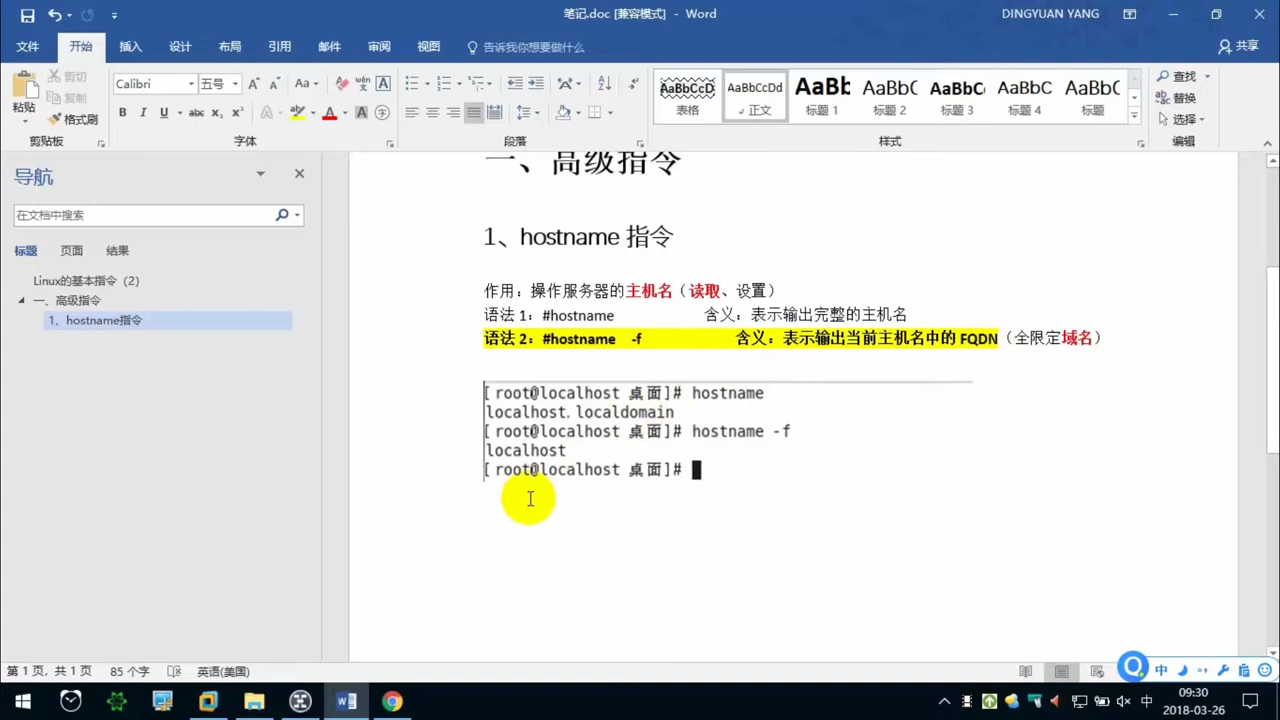 笔记.doc [兼容模式] - Word
DINGYUAN YANG
文件 开始 插入 设计 布局 引用 邮件 审阅 视图 告诉我你想要做什么 共享
粘贴 剪切 复制 格式刷
Calibri 五号
AaBbCcD AaBbCcDd AaBb AaBbC AaBbC AaBbC AaBbC
表格 正文 标题 1 标题 2 标题 3 标题 4 标题
查找
替换
选择
剪贴板 字体 段落 样式 编辑
导航
在文档中搜索
标题 页面 结果
Linux的基本指令（2）
一、高级指令
1、hostname指令
一、高级指令
1、hostname 指令
作用：操作服务器的主机名（读取、设置）
语法 1：#hostname 含义：表示输出完整的主机名
语法 2：#hostname -f 含义：表示输出当前主机名中的 FQDN（全限定域名）
[root@localhost 桌面]# hostname
localhost.localdomain
[root@localhost 桌面]# hostname -f
localhost
[root@localhost 桌面]#
第 1 页，共 1 页 85 个字 英语(美国)
中
中 09:30
2018-03-26